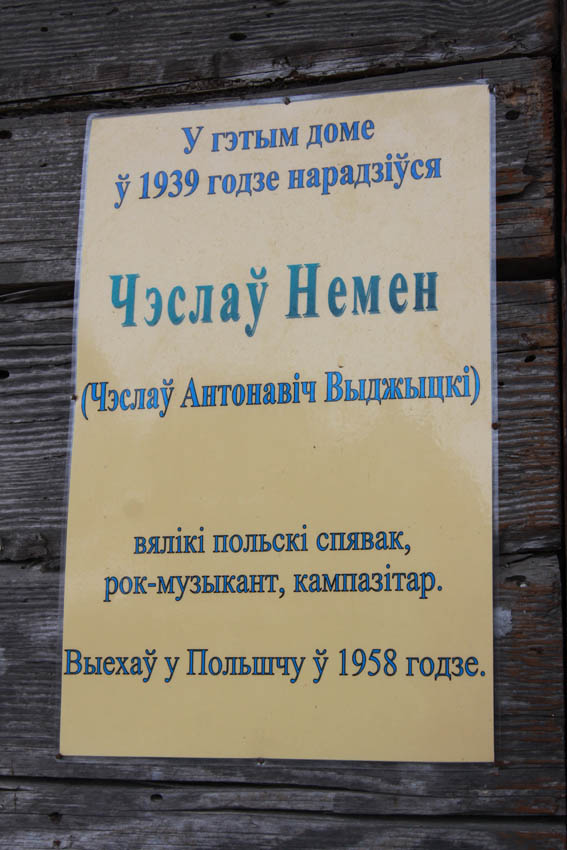 У гэтым доме
ў 1939 годзе нарадзіўся
Чэслаў Немен
(Чэслаў Антонавіч Выджыцкі)
вялікі польскі спявак,
рок-музыкант, кампазітар.
Выехаў у Польшчу ў 1958 годзе.